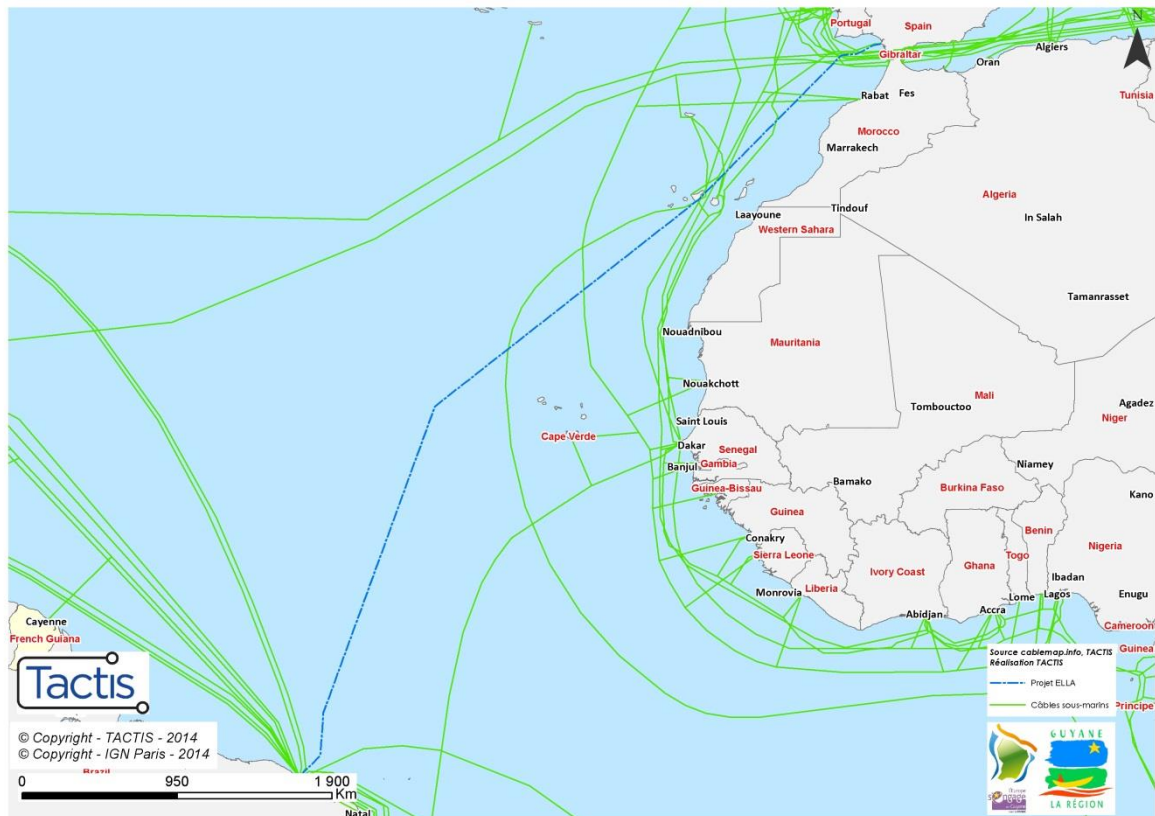 Portugal
Spain
N
Gibraltar
Algiers
Oran
Tunisia
Rabat
Fes
Morocco
Marrakech
Algeria
Laayoune
Tindouf
In Salah
Western Sahara
Tamanrasset
Nouadnibou
Mauritania
Nouakchott
Mali
Tombouctoo
Agadez
Niger
Saint Louis
Cape Verde
Dakar
Senegal
Banjul
Gambia
Niamey
Guinea-Bissau
Bamako
Burkina Faso
Kano
Guinea
Benin
Conakry
Sierra Leone
Nigeria
Togo
Ghana
Ivory Coast
Ibadan
Liberia
Monrovia
Lome
Lagos
Enugu
Abidjan
Accra
Cayenne
Cameroon
French Guiana
Guinea
Source cablemap.info, TACTIS
Réalisation TACTIS
Projet ELLA
Câbles sous-marins
Principe
Tactis
© Copyright - TACTIS - 2014
© Copyright - IGN Paris - 2014
Brazil
0 950 1 900
Km
Natal
GUYANE
LA RÉGION
l'Europe
s'engage